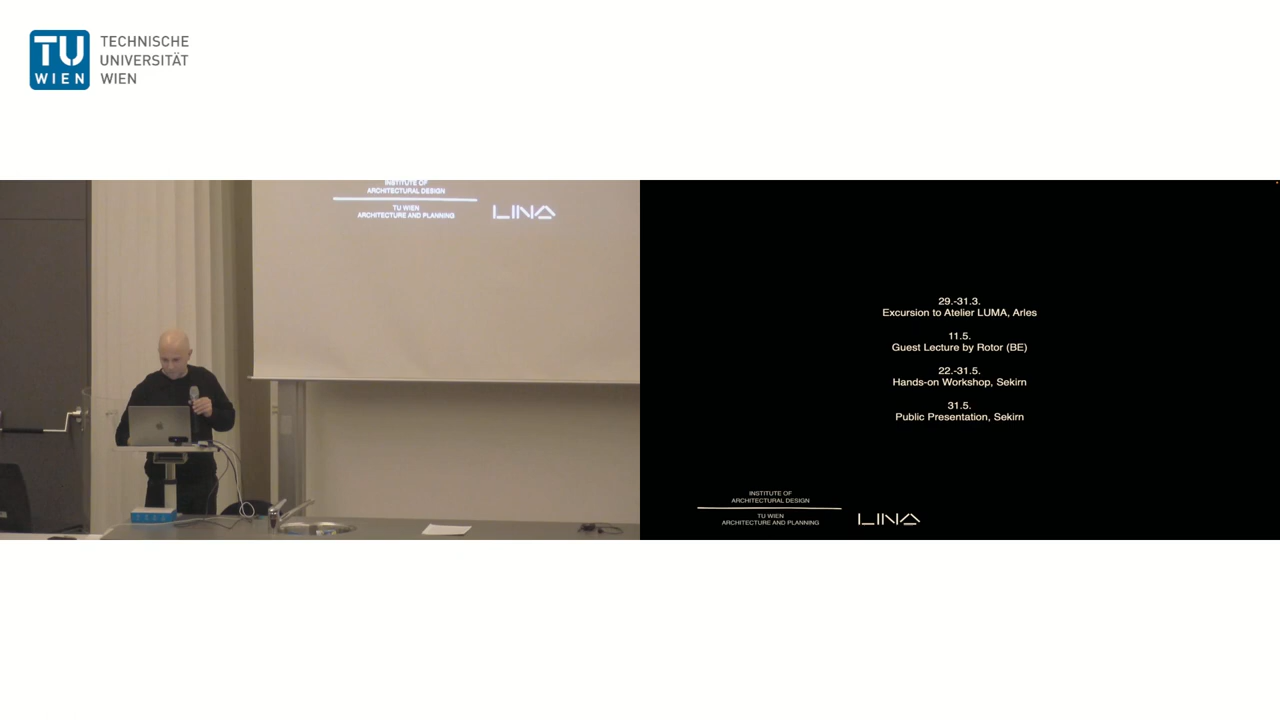 TU
WIEN
TECHNISCHE
UNIVERSITÄT
WIEN
INSTITUTE OF
ARCHITECTURAL DESIGN
TU WIEN
ARCHITECTURE AND PLANNING
LINA
29.-31.3.
Excursion to Atelier LUMA, Arles
11.5.
Guest Lecture by Rotor (BE)
22.-31.5.
Hands-on Workshop, Sekirn
31.5.
Public Presentation, Sekirn
INSTITUTE OF
ARCHITECTURAL DESIGN
TU WIEN
ARCHITECTURE AND PLANNING
LINA